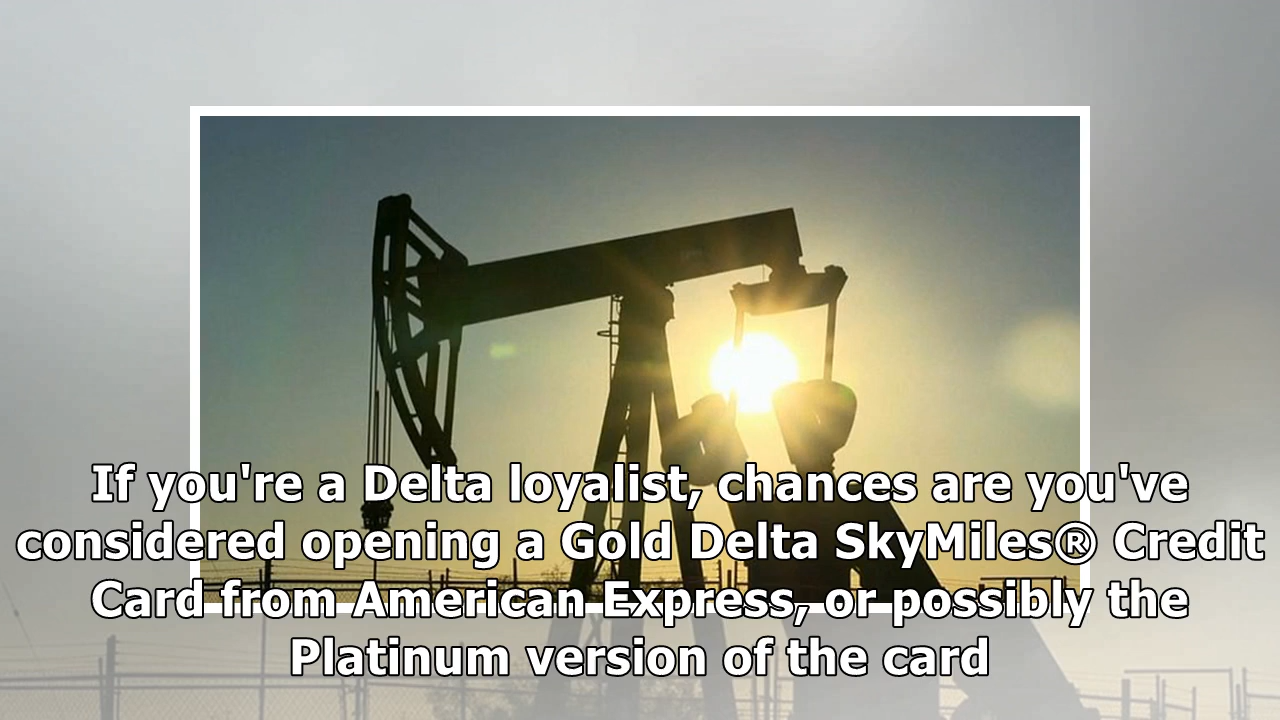 If you're a Delta loyalist, chances are you've
considered opening a Gold Delta SkyMiles® Credit
Card from American Express, or possibly the
Platinum version of the card